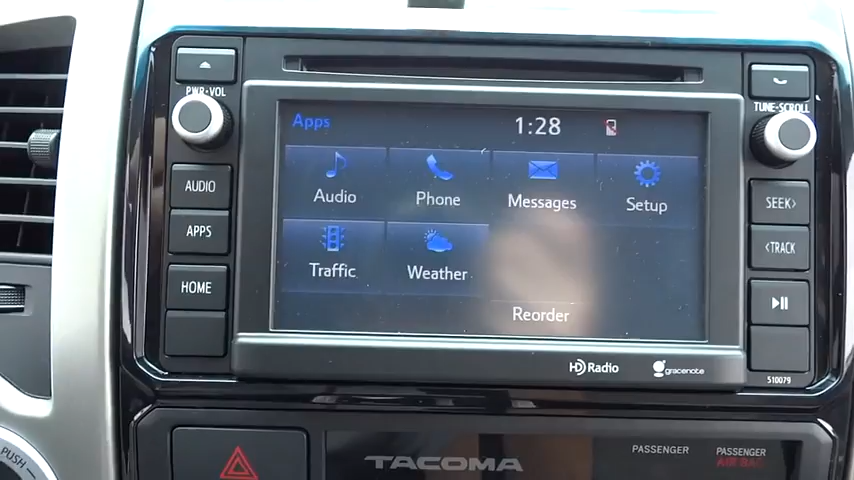 PWR·VOL
TUNE·SCROLL
Apps
1:28
AUDIO
APPS
HOME
Audio
Phone
Messages
Setup
Traffic
Weather
Reorder
SEEK>
<TRACK
HD Radio
gracenote
510079
PUSH
TACOMA
PASSENGER
PASSENGER
AIR BAG